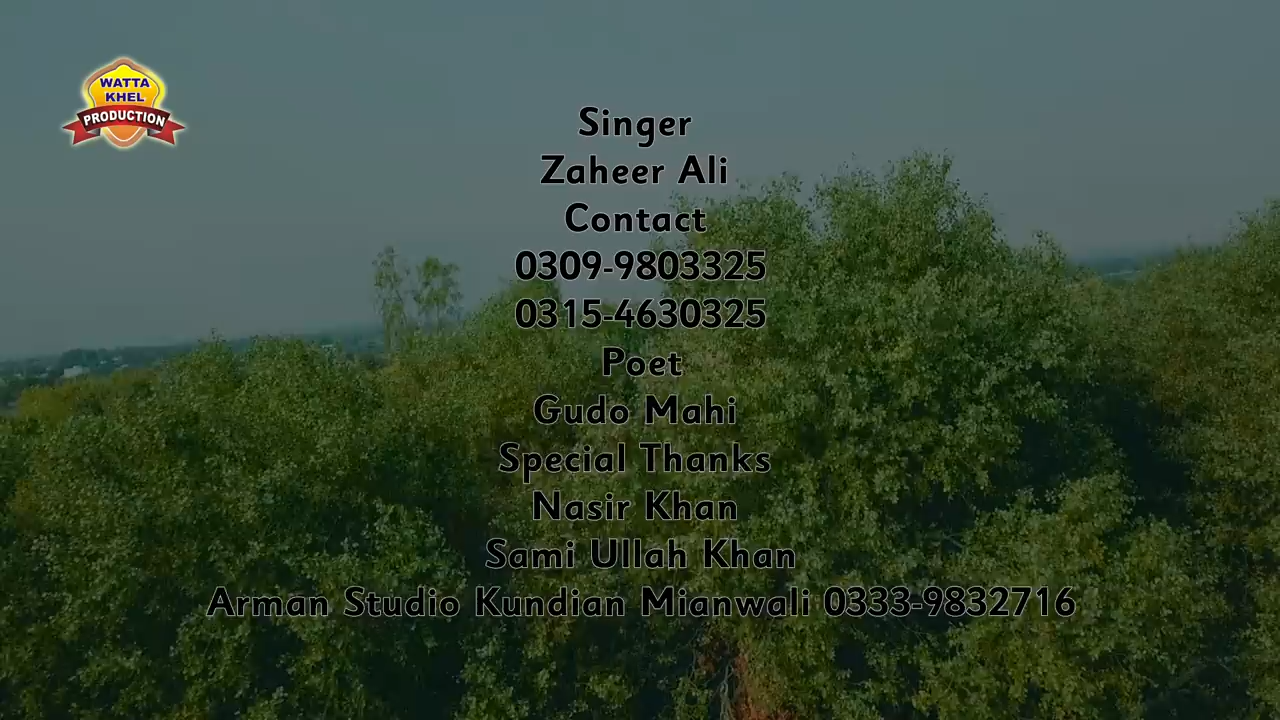 WATTA
KHEL
PRODUCTION
Singer
Zaheer Ali
Contact
0309-9803325
0315-4630325
Poet
Gudo Mahi
Special Thanks
Nasir Khan
Sami Ullah Khan
Arman Studio Kundian Mianwali 0333-9832716